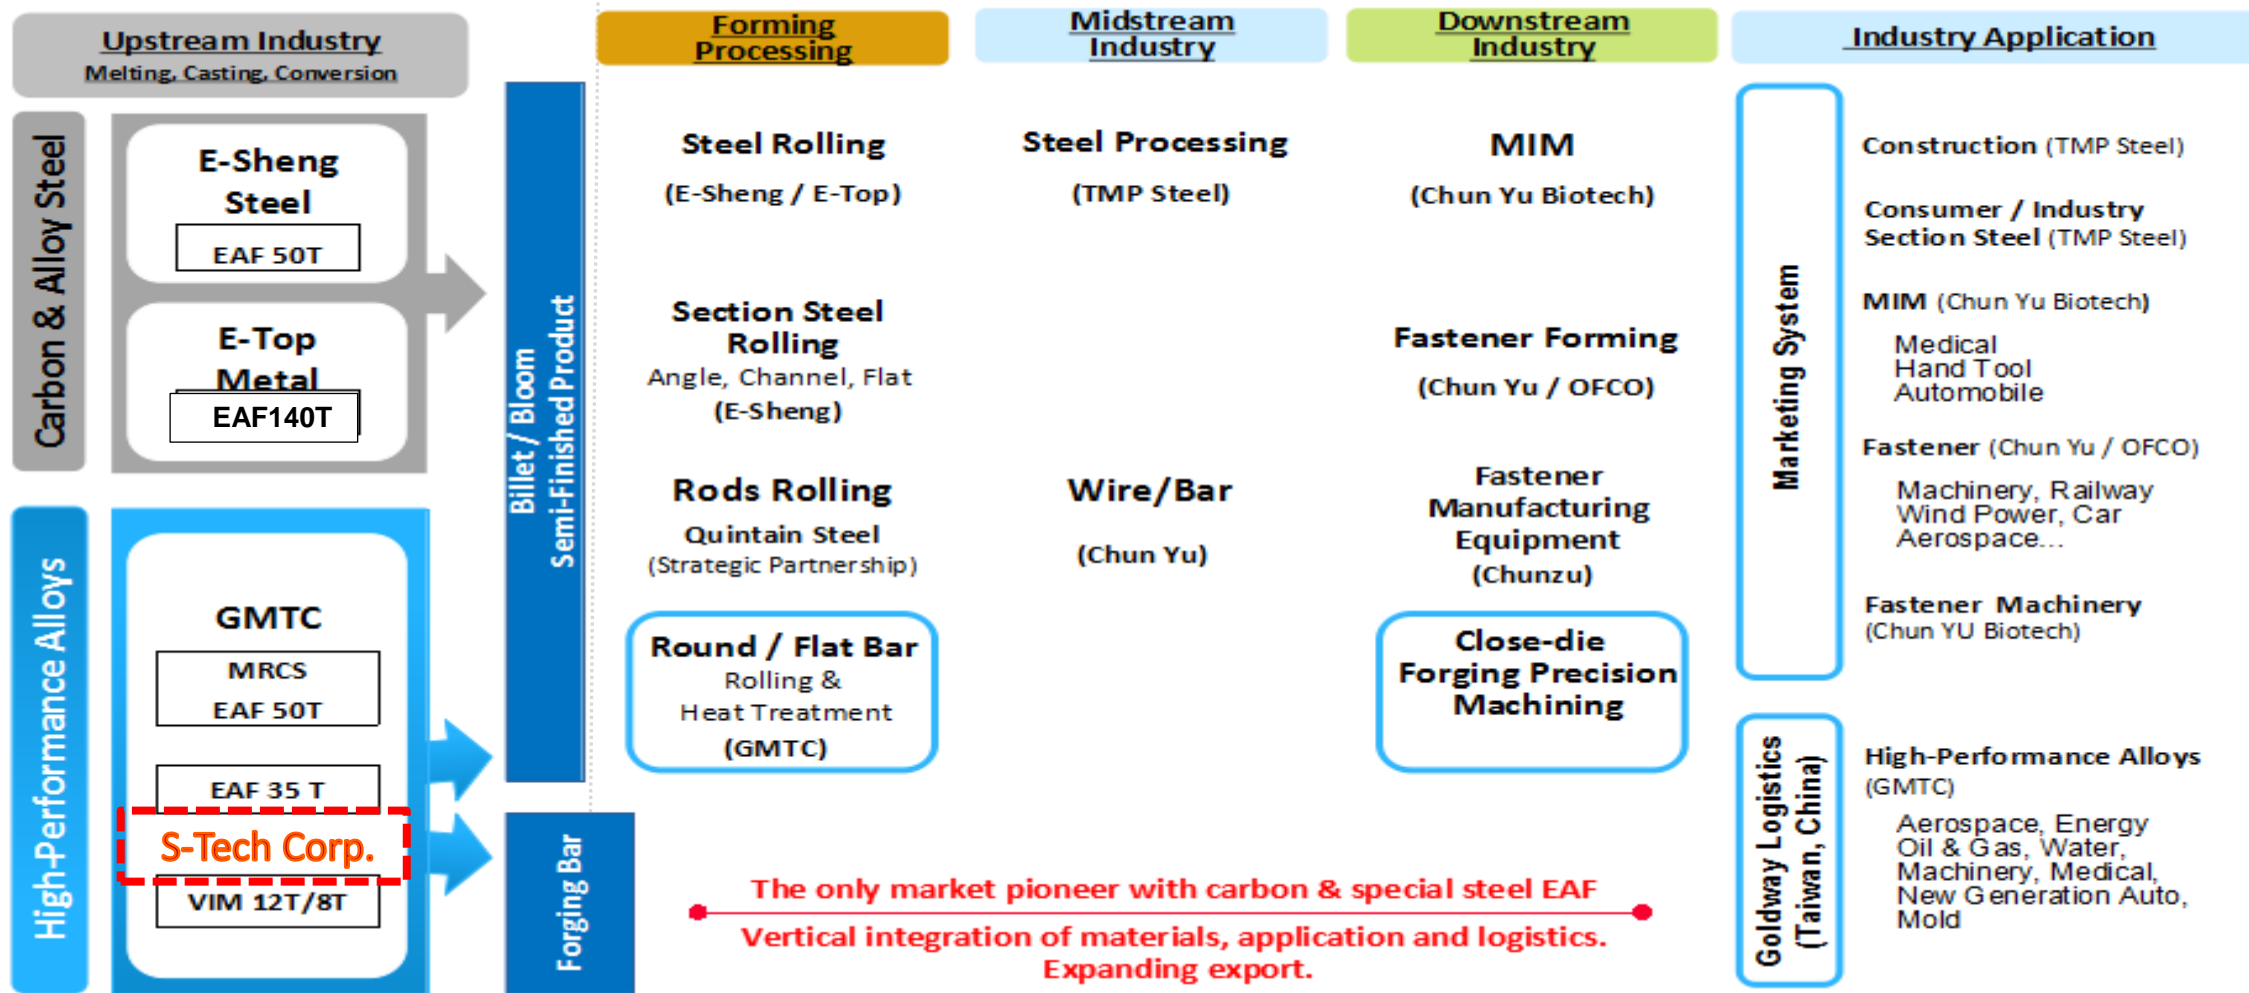 Upstream Industry
Melting, Casting, Conversion
Forming
Processing
Midstream
Industry
Downstream
Industry
Industry Application
Carbon & Alloy Steel
E-Sheng
Steel
EAF 50T
E-Top
Metal
EAF140T
High-Performance Alloys
GMTC
MRCS
EAF 50T
EAF 35 T
S-Tech Corp.
VIM 12T/8T
Billet / Bloom
Semi-Finished Product
Forging Bar
Steel Rolling
(E-Sheng / E-Top)
Section Steel
Rolling
Angle, Channel, Flat
(E-Sheng)
Rods Rolling
Quintain Steel
(Strategic Partnership)
Round / Flat Bar
Rolling &
Heat Treatment
(GMTC)
Steel Processing
(TMP Steel)
Wire/Bar
(Chun Yu)
MIM
(Chun Yu Biotech)
Fastener Forming
(Chun Yu / OFCO)
Fastener
Manufacturing
Equipment
(Chunzu)
Close-die
Forging Precision
Machining
The only market pioneer with carbon & special steel EAF
Vertical integration of materials, application and logistics.
Expanding export.
Marketing System
Goldway Logistics
(Taiwan, China)
Construction (TMP Steel)
Consumer / Industry
Section Steel (TMP Steel)
MIM (Chun Yu Biotech)
Medical
Hand Tool
Automobile
Fastener (Chun Yu / OFCO)
Machinery, Railway
Wind Power, Car
Aerospace...
Fastener Machinery
(Chun YU Biotech)
High-Performance Alloys
(GMTC)
Aerospace, Energy
Oil & Gas, Water,
Machinery, Medical,
New Generation Auto,
Mold